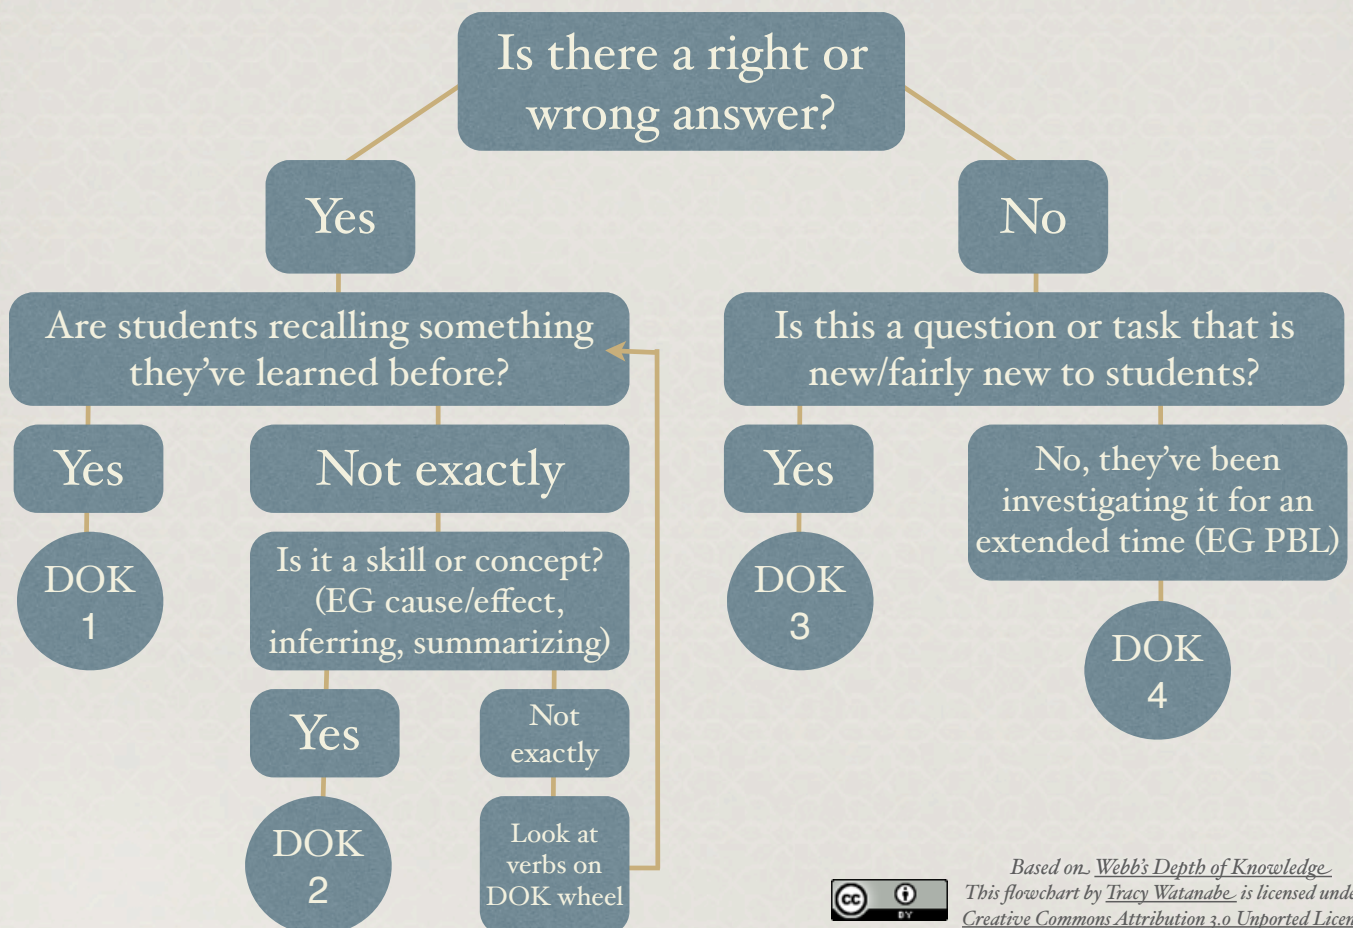 Is there a right or
wrong answer?
Yes
No
Are students recalling something
they've learned before?
Is this a question or task that is
new/fairly new to students?
Yes
Not exactly
Yes
No, they've been
investigating it for an
extended time (EG PBL)
DOK
1
Is it a skill or concept?
(EG cause/effect,
inferring, summarizing)
DOK
3
DOK
4
Yes
Not
exactly
DOK
2
Look at
verbs on
DOK wheel
cc
BY
Based on Webb's Depth of Knowledge
This flowchart by Tracy Watanabe is licensed
Creative Commons Attribution 3.0 Unported